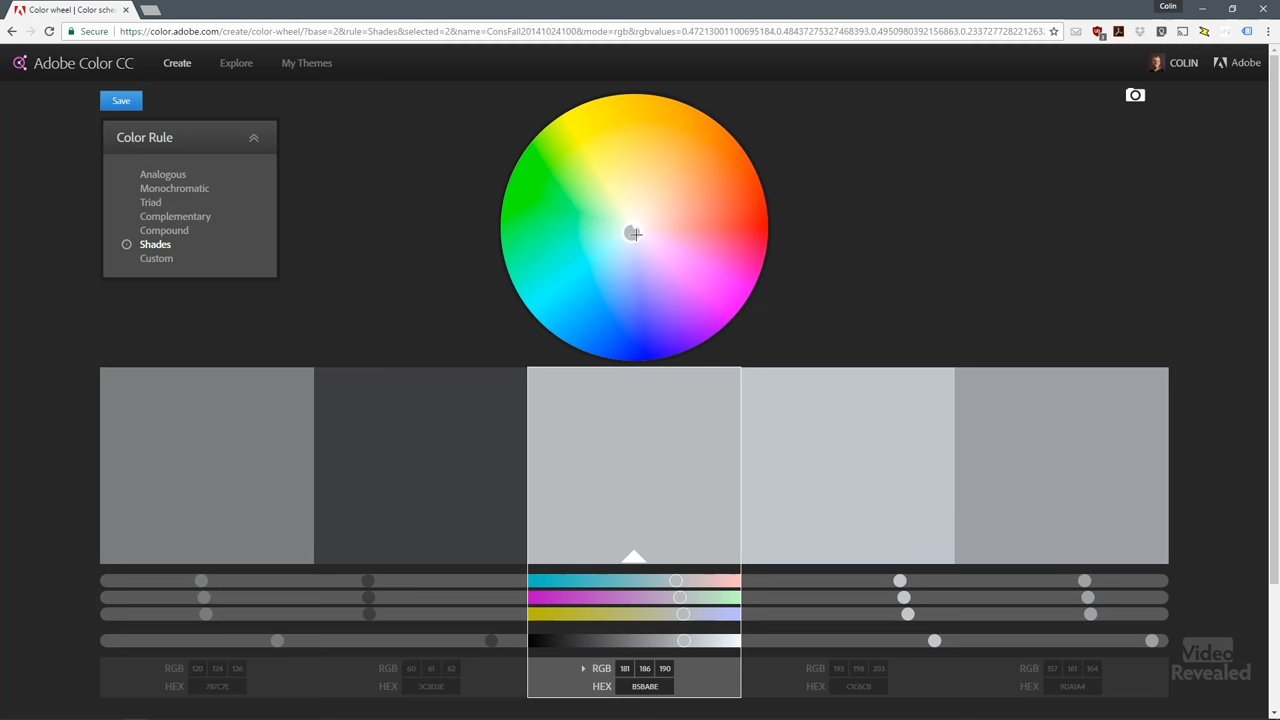 Color wheel | Color sche
Colin
Secure
https://color.adobe.com/create/color-wheel/?base=2&rule=Shades&selected=2&name=ConsFall20141024100&mode=rgb&rgbvalues=0.47213001100695184,0.48437275327468393,0.4950980392156863,0.233727728221263,
Adobe Color CC
Create
Explore
My Themes
COLIN
Adobe
Save
Color Rule
Analogous
Monochromatic
Triad
Complementary
Compound
Shades
Custom
RGB 120 124 126
HEX 787C7E
RGB 60 61 62
HEX 3C3D3E
RGB 181 186 190
HEX B5BABE
RGB 193 198 203
HEX C1C6CB
RGB 157 161 164
HEX 9DA1A4
Video
Revealed